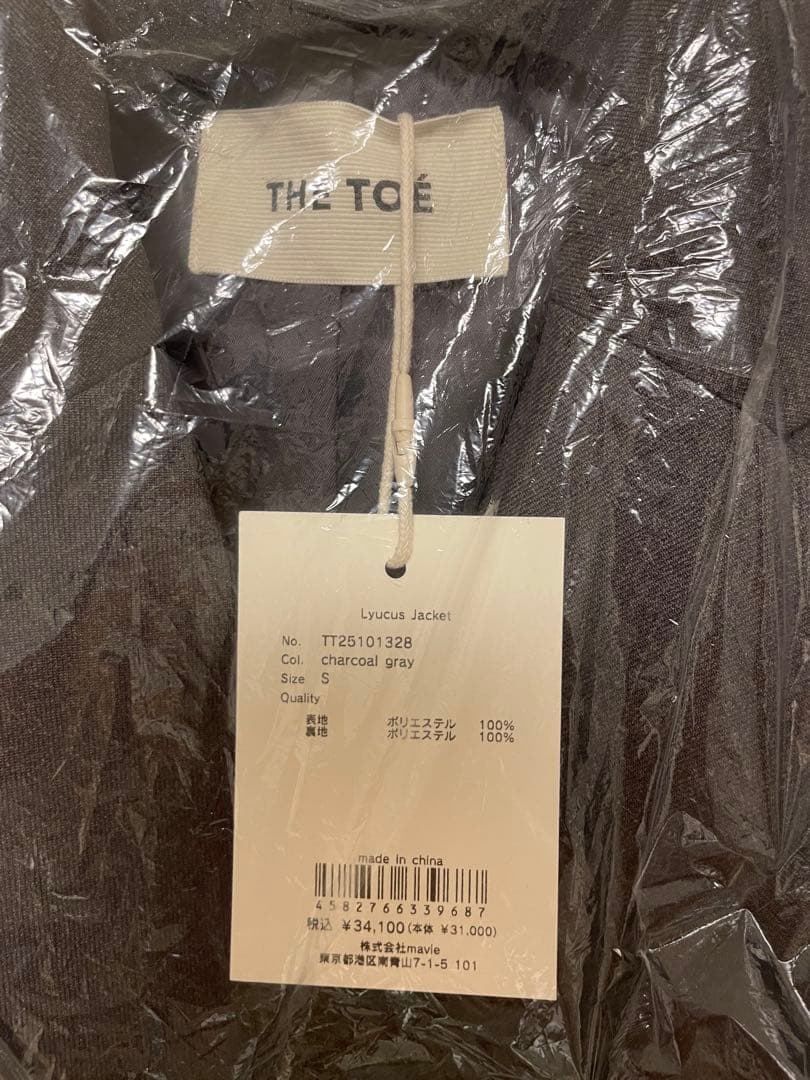 THE TOÉ
Lyucus Jacket
No. TT25101328
Col. charcoal gray
Size S
Quality
表地 ポリエステル 100%
裏地 ポリエステル 100%
made in china
4582766339687
税込 ¥34,100(本体 ¥31,000)
株式会社mavie
東京都港区南青山7-1-5 101